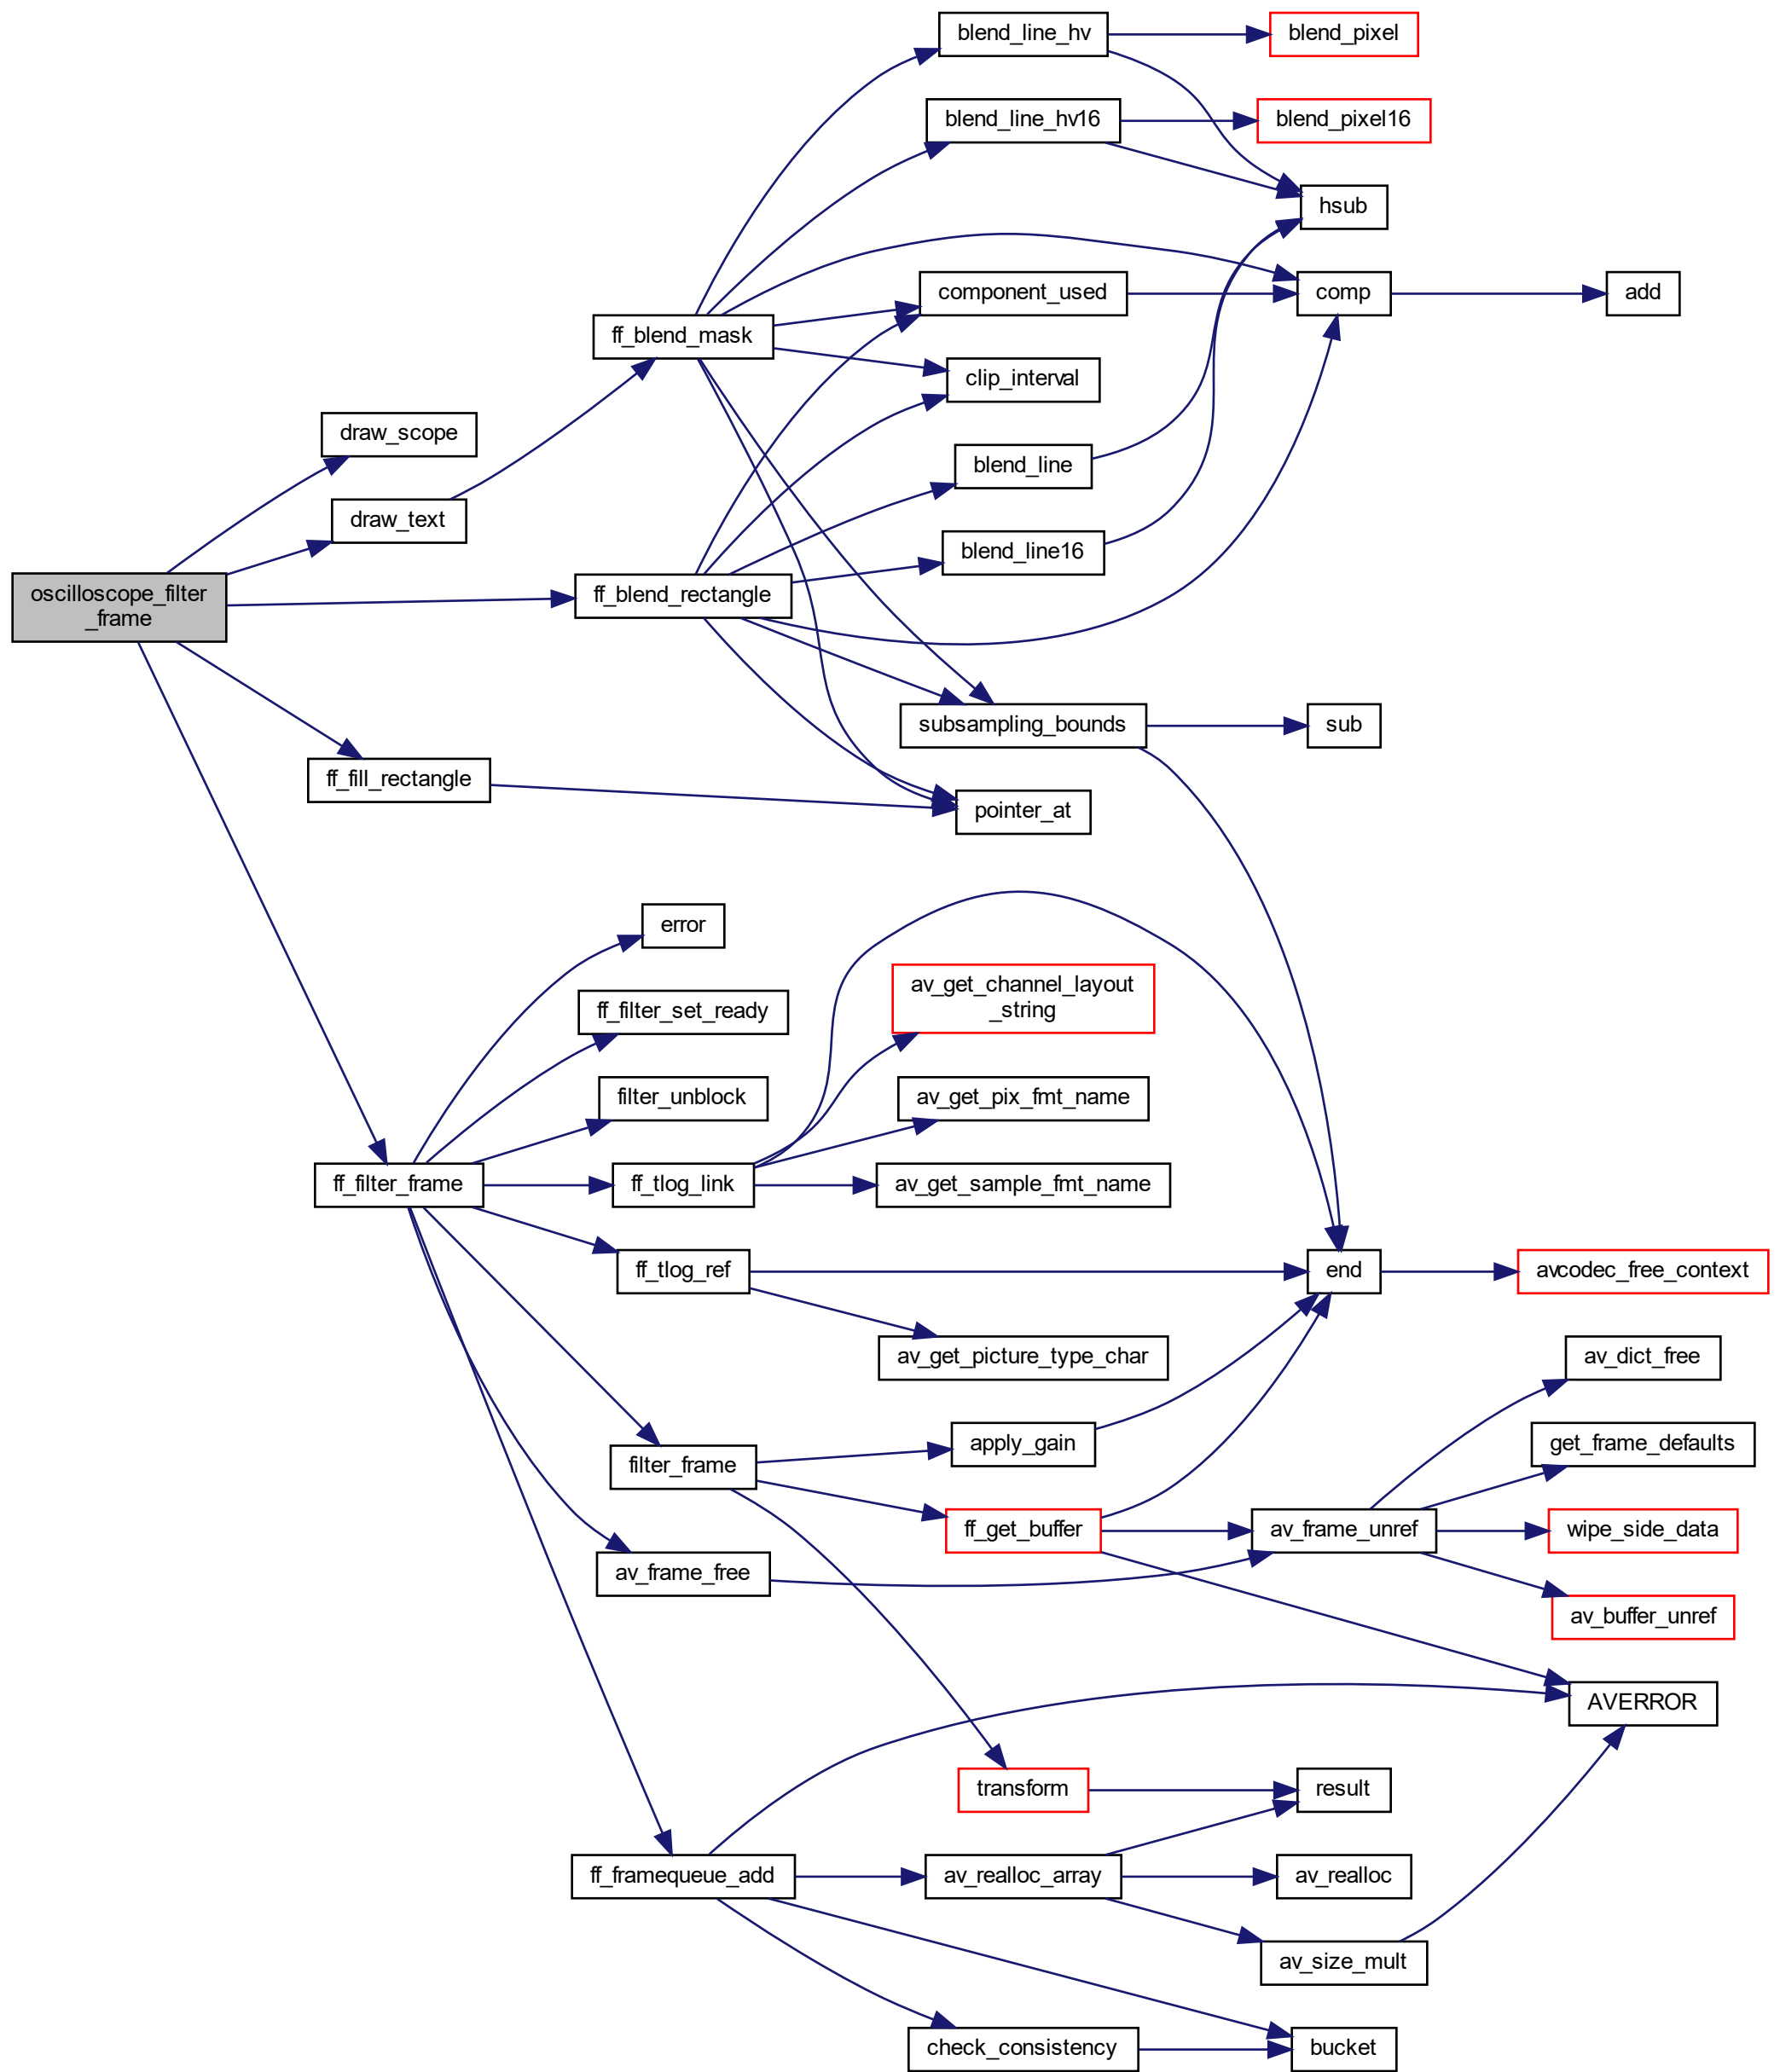 blend_line_hv
blend_pixel
blend_line_hv16
blend_pixel16
hsub
component_used
comp
add
ff_blend_mask
clip_interval
draw_scope
blend_line
draw_text
blend_line16
oscilloscope_filter
_frame
ff_blend_rectangle
subsampling_bounds
sub
ff_fill_rectangle
pointer_at
error
av_get_channel_layout
_string
ff_filter_set_ready
filter_unblock
av_get_pix_fmt_name
ff_filter_frame
ff_tlog_link
av_get_sample_fmt_name
ff_tlog_ref
end
avcodec_free_context
av_get_picture_type_char
av_dict_free
apply_gain
get_frame_defaults
filter_frame
ff_get_buffer
av_frame_unref
wipe_side_data
av_frame_free
av_buffer_unref
AVERROR
transform
result
ff_framequeue_add
av_realloc_array
av_realloc
av_size_mult
check_consistency
bucket